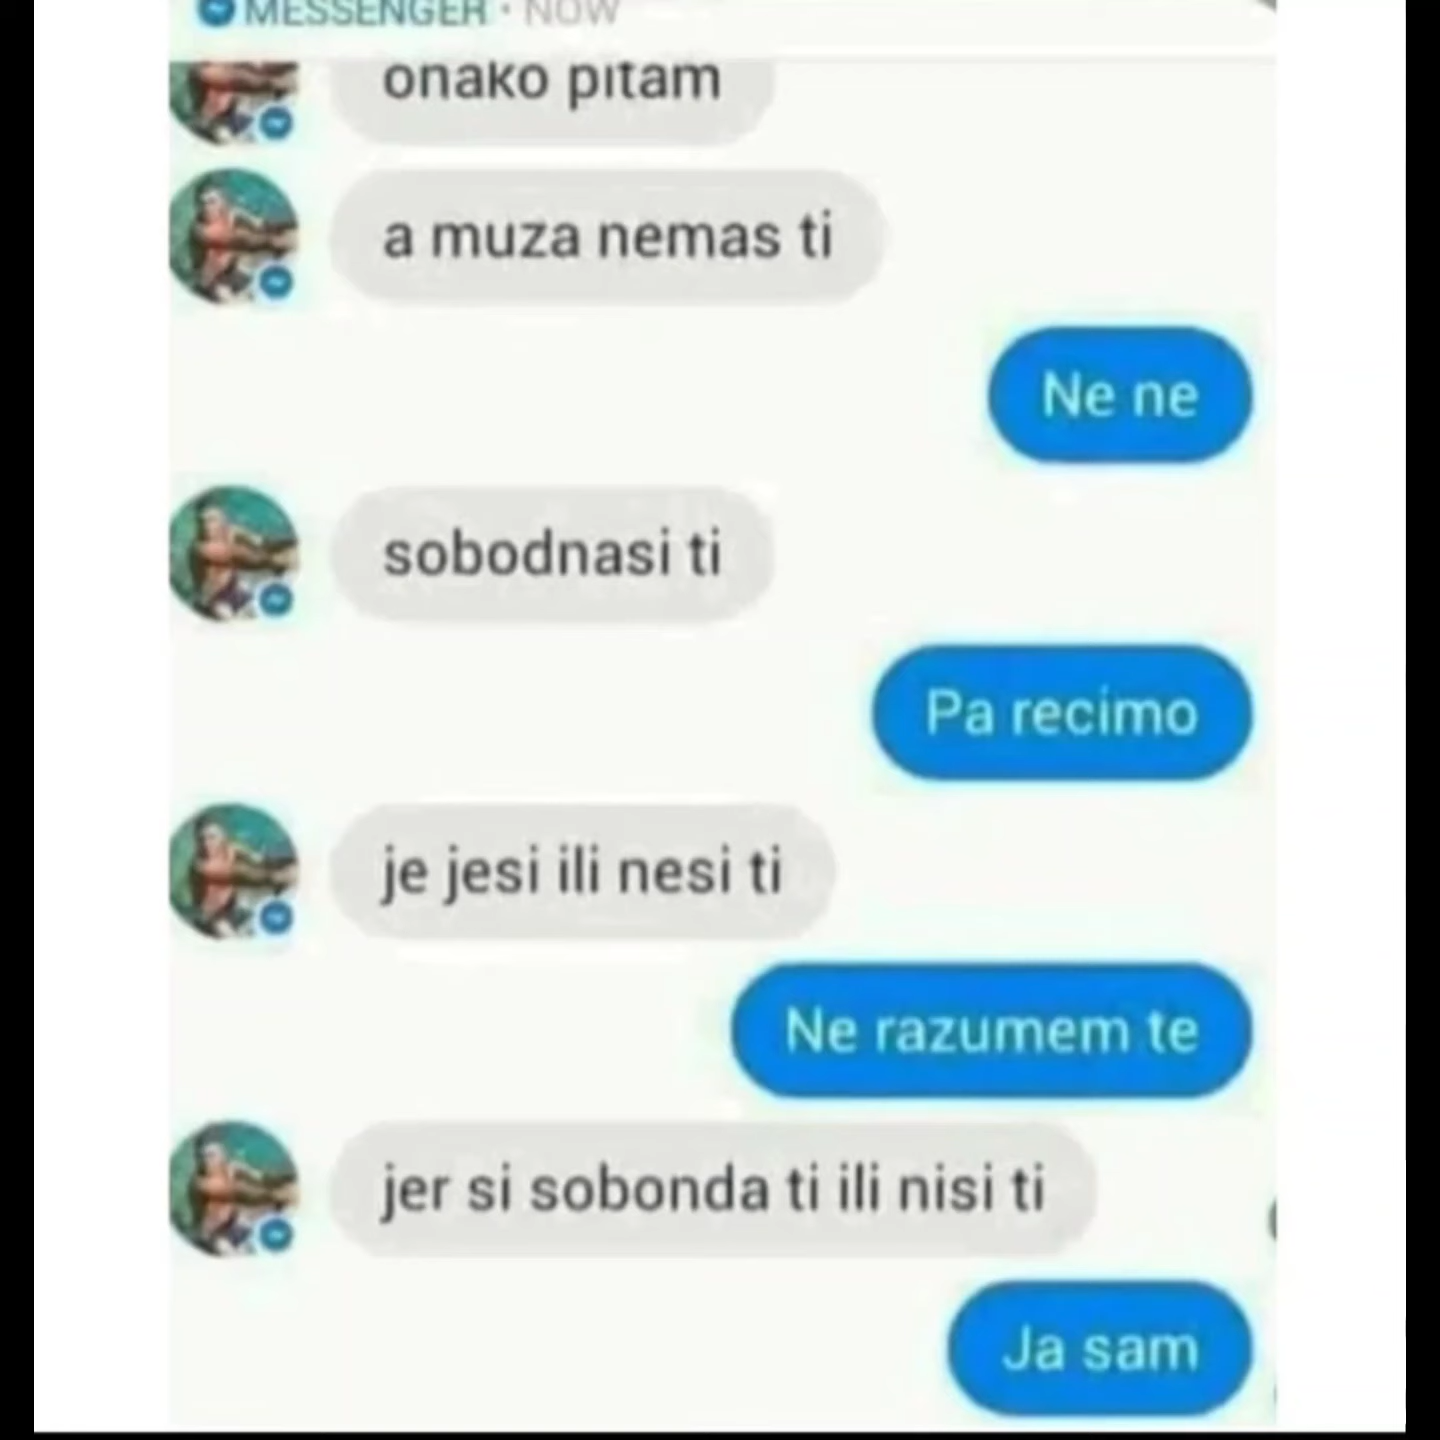 MESSENGER · NOW
onako pitam
a muza nemas ti
Ne ne
sobodnasi ti
Pa recimo
je jesi ili nesi ti
Ne razumem te
jer si sobonda ti ili nisi ti
Ja sam